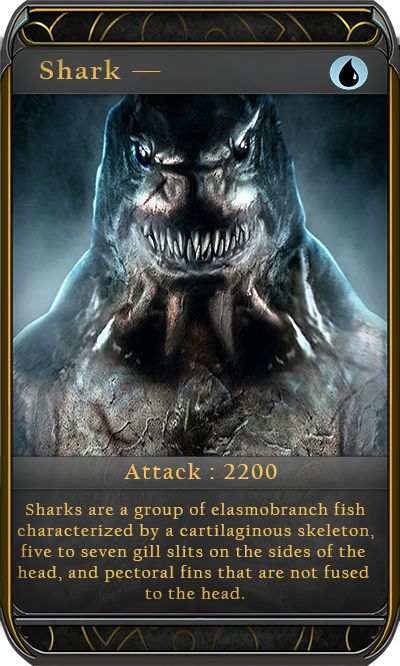 Shark —
Attack : 2200
Sharks are a group of elasmobranch fish
characterized by a cartilaginous skeleton,
five to seven gill slits on the sides of the
head, and pectoral fins that are not fused
to the head.